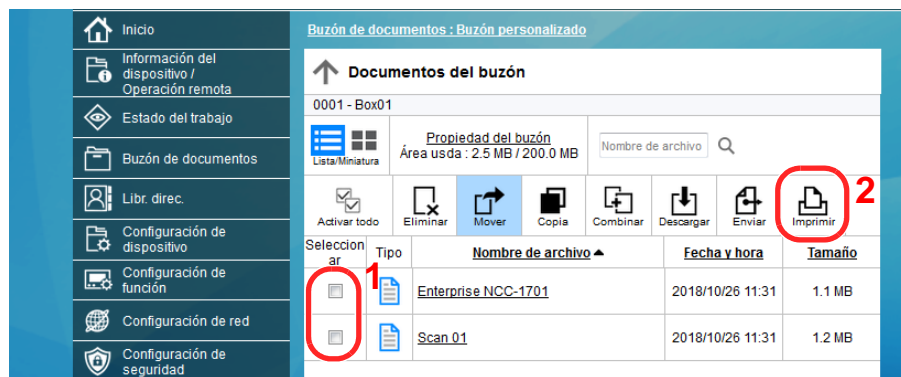 Inicio
Información del
dispositivo /
Operación remota
Estado del trabajo
Buzón de documentos
Libr. direc.
Configuración de
dispositivo
Configuración de
función
Configuración de red
Configuración de
seguridad
Buzón de documentos : Buzón personalizado
Documentos del buzón
0001 - Box01
Lista/Miniatura
Propiedad del buzón
Área usda : 2.5 MB / 200.0 MB
Nombre de archivo
Activar todo
Eliminar
Mover
Copia
Combinar
Descargar
Enviar
Imprimir
2
Seleccion
ar
Tipo
Nombre de archivo
Fecha y hora
Tamaño
1
Enterprise NCC-1701
2018/10/26 11:31
1.1 MB
Scan 01
2018/10/26 11:31
1.2 MB